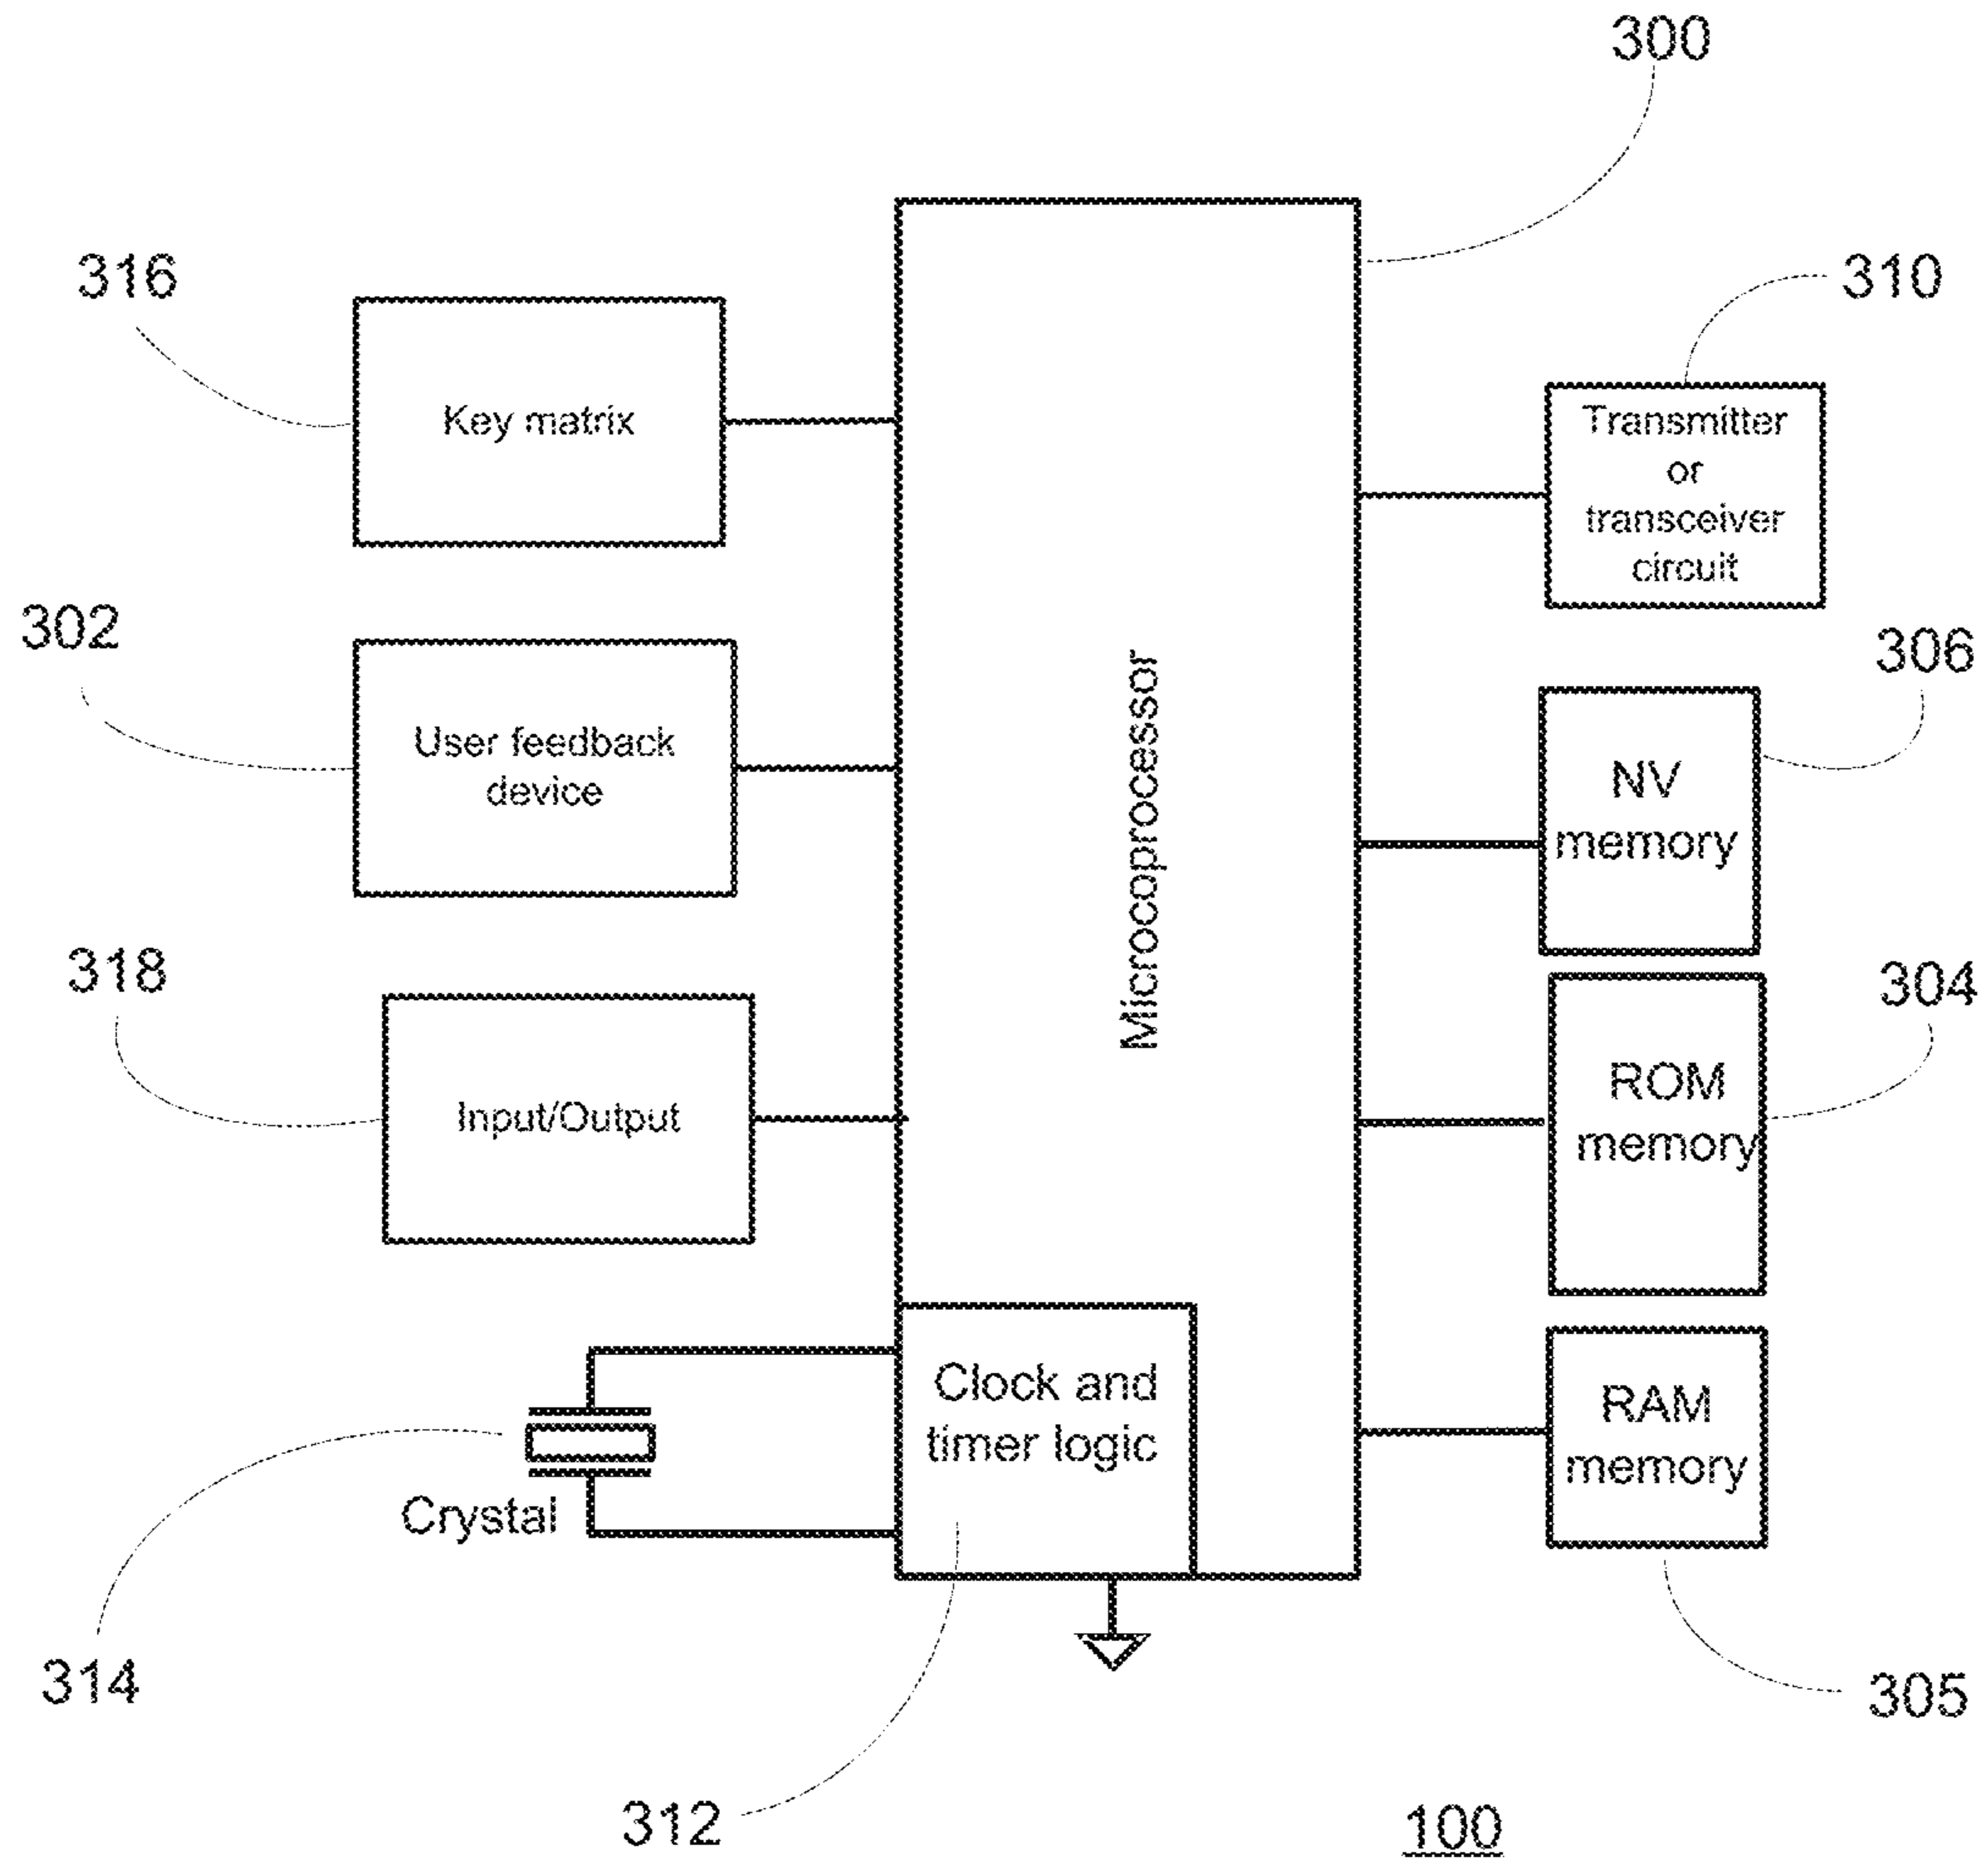 300
316
310
Key matrix
Transmitter
or
transceiver
circuit
302
306
User feedback
device
NV
memory
Microcoprocessor
318
304
Input/Output
ROM
memory
Clock and
timer logic
RAM
memory
Crystal
314
305
312
100